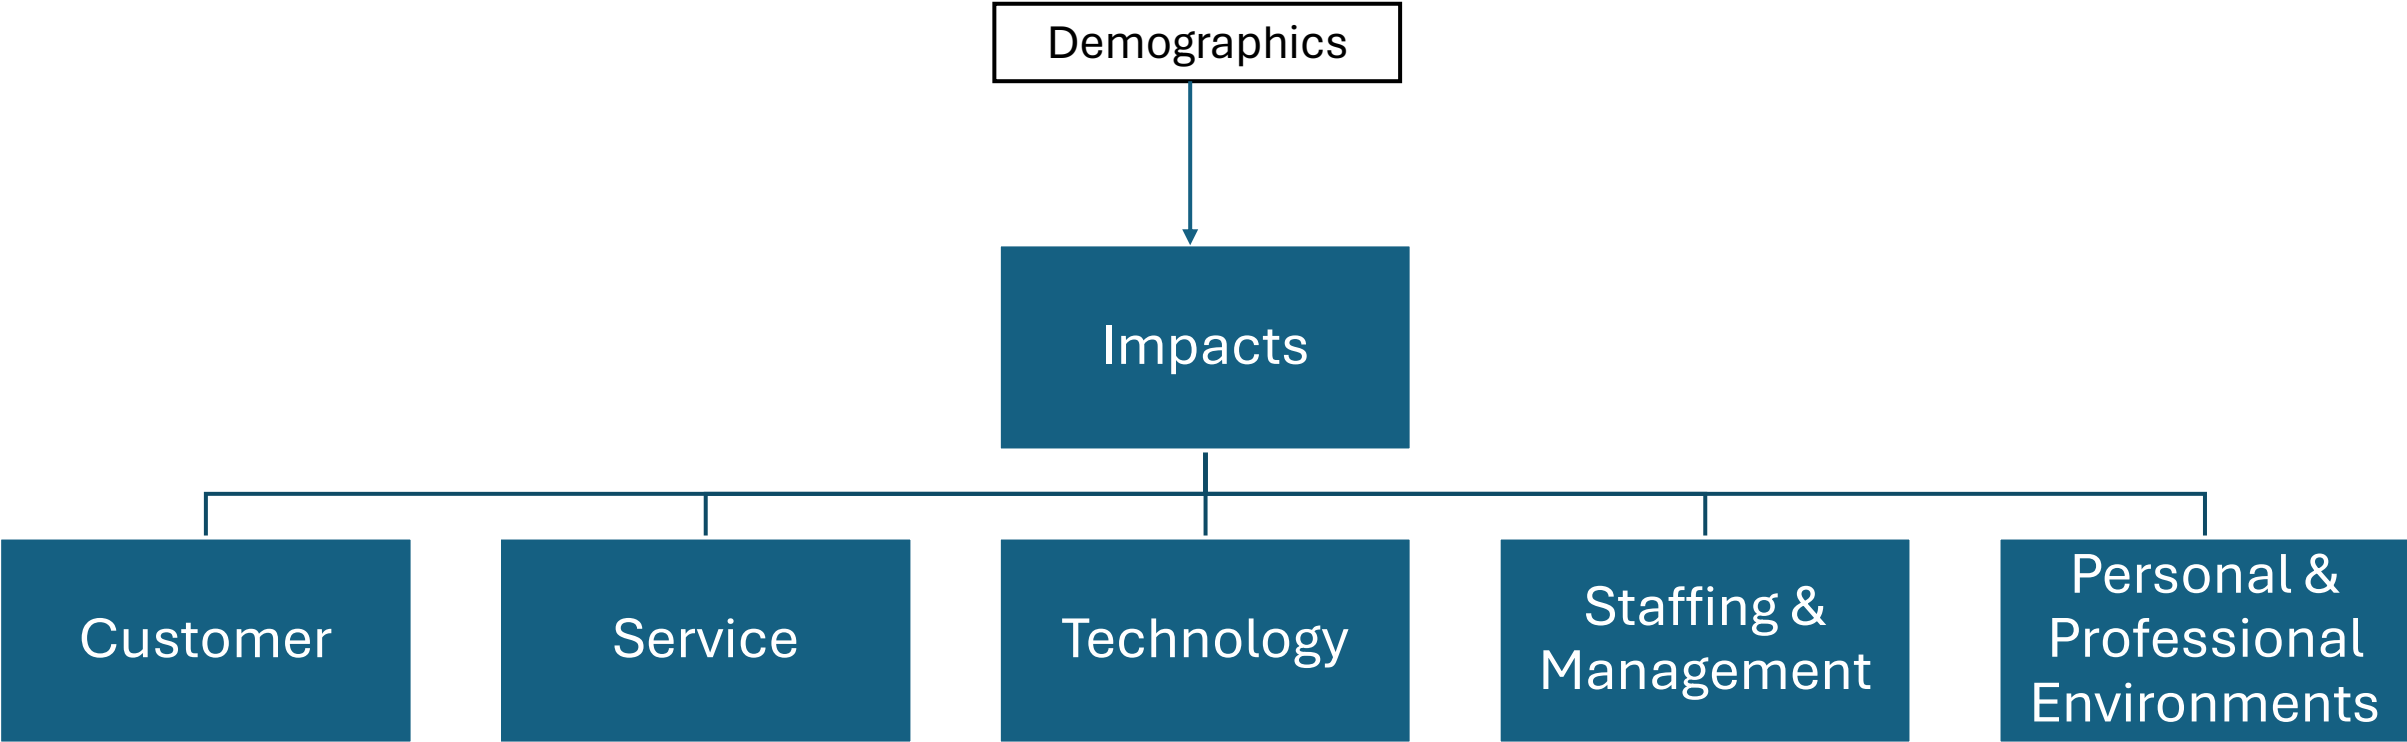 Demographics
Impacts
Customer
Service
Technology
Staffing &
Management
Personal &
Professional
Environments